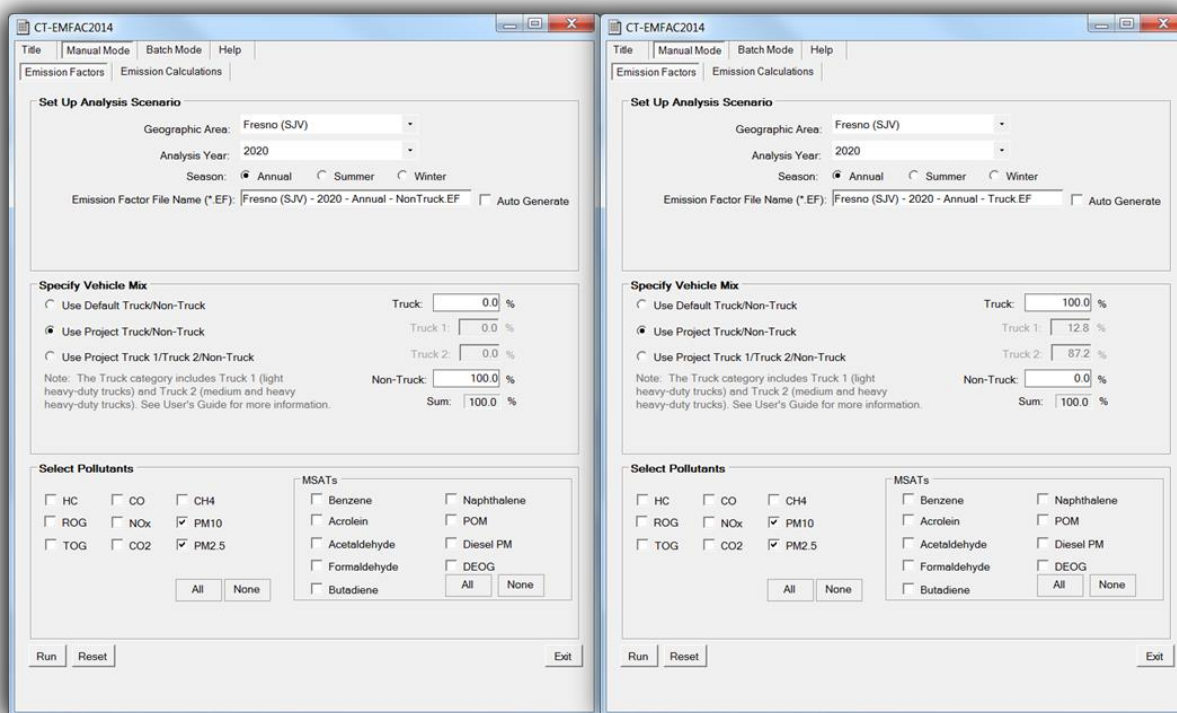 CT-EMFAC2014
Title Manual Mode Batch Mode Help
Emission Factors Emission Calculations
Set Up Analysis Scenario
Geographic Area: Fresno (SJV)
Analysis Year: 2020
Season: Annual Summer Winter
Emission Factor File Name (*.EF): Fresno (SJV) - 2020 - Annual - NonTruck.EF Auto Generate
Specify Vehicle Mix
Use Default Truck/Non-Truck Truck: 0.0 %
Use Project Truck/Non-Truck Truck 1: 0.0 %
Use Project Truck 1/Truck 2/Non-Truck Truck 2: 0.0 %
Note: The Truck category includes Truck 1 (light
heavy-duty trucks) and Truck 2 (medium and heavy
heavy-duty trucks). See User's Guide for more information.
Non-Truck: 100.0 %
Sum: 100.0 %
Select Pollutants
HC CO CH4
ROG NOx PM10
TOG CO2 PM2.5
All None
MSATs
Benzene Naphthalene
Acrolein POM
Acetaldehyde Diesel PM
Formaldehyde DEOG
Butadiene All None
Run Reset Exit
CT-EMFAC2014
Title Manual Mode Batch Mode Help
Emission Factors Emission Calculations
Set Up Analysis Scenario
Geographic Area: Fresno (SJV)
Analysis Year: 2020
Season: Annual Summer Winter
Emission Factor File Name (*.EF): Fresno (SJV) - 2020 - Annual - Truck.EF Auto Generate
Specify Vehicle Mix
Use Default Truck/Non-Truck Truck: 100.0 %
Use Project Truck/Non-Truck Truck 1: 12.8 %
Use Project Truck 1/Truck 2/Non-Truck Truck 2: 87.2 %
Note: The Truck category includes Truck 1 (light
heavy-duty trucks) and Truck 2 (medium and heavy
heavy-duty trucks). See User's Guide for more information.
Non-Truck: 0.0 %
Sum: 100.0 %
Select Pollutants
HC CO CH4
ROG NOx PM10
TOG CO2 PM2.5
All None
MSATs
Benzene Naphthalene
Acrolein POM
Acetaldehyde Diesel PM
Formaldehyde DEOG
Butadiene All None
Run Reset Exit